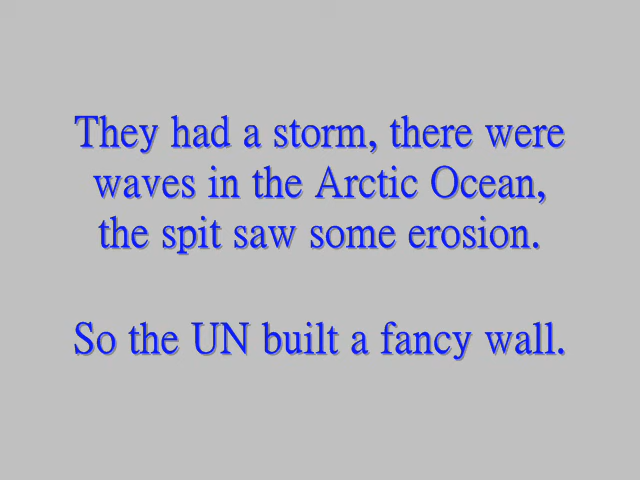 They had a storm, there were
waves in the Arctic Ocean,
the spit saw some erosion.
So the UN built a fancy wall.